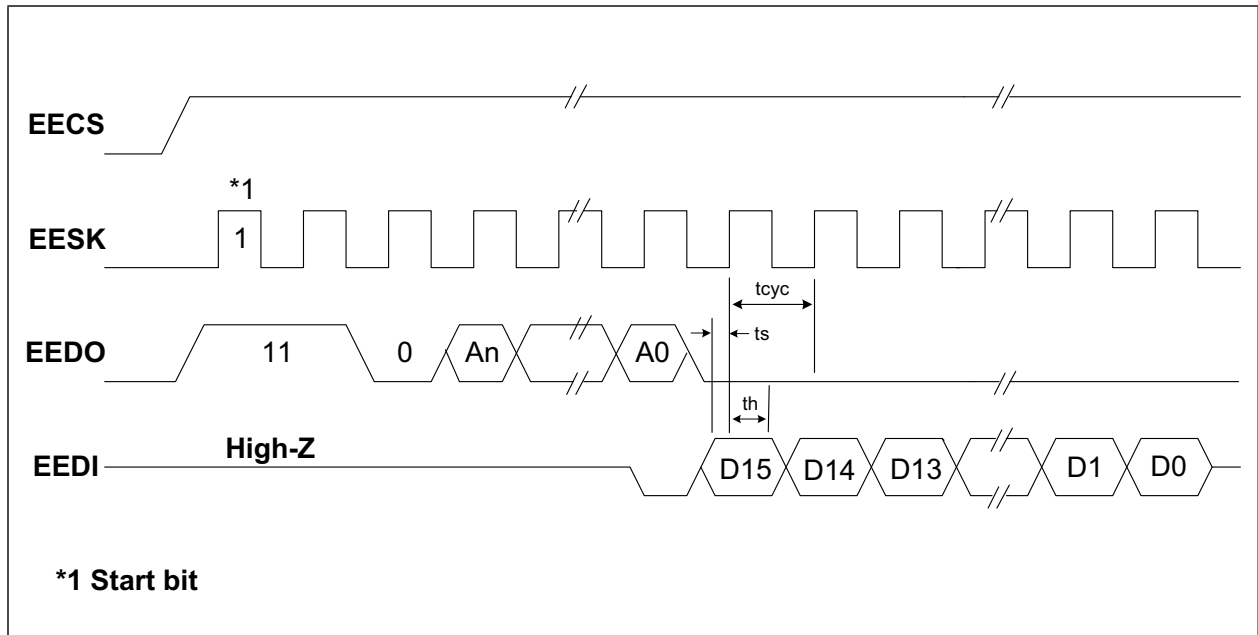 EECS
*1
EESK
1
tcyc
ts
EEDO
11
0
An
A0
th
EEDI
High-Z
D15
D14
D13
D1
D0
*1 Start bit